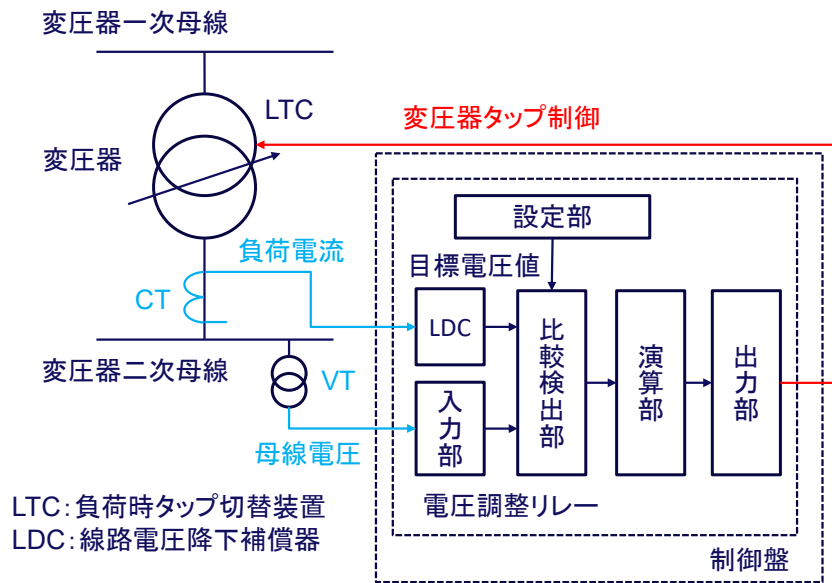 変圧器一次母線
LTC
変圧器タップ制御
変圧器
設定部
負荷電流
目標電圧値
CT
LDC
比較検出部
演算部
出力部
変圧器二次母線
VT
入力部
母線電圧
電圧調整リレー
LTC:負荷時タップ切替装置
LDC:線路電圧降下補償器
制御盤